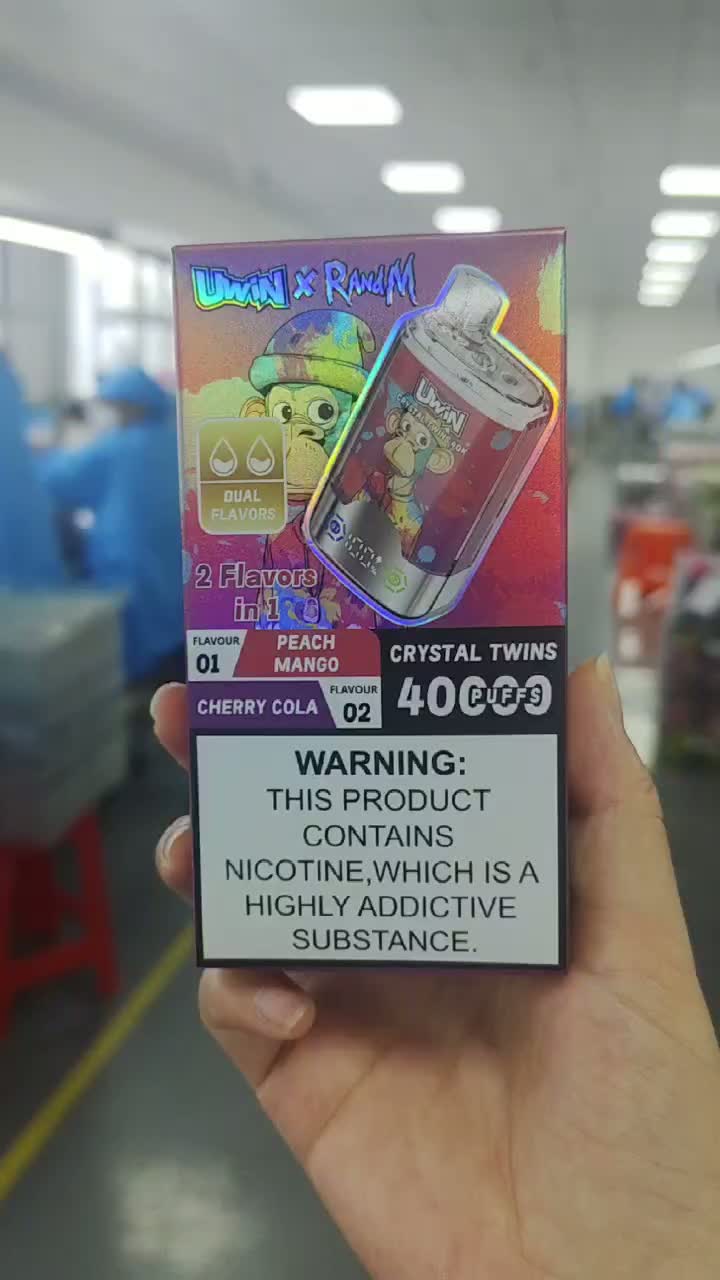 UWIN X RANDM
UWIN
DUAL
FLAVORS
2 Flavors
in 1
FLAVOUR
01
PEACH
MANGO
CHERRY COLA
FLAVOUR
02
CRYSTAL TWINS
40000
PUFFS
WARNING:
THIS PRODUCT
CONTAINS
NICOTINE,WHICH IS A
HIGHLY ADDICTIVE
SUBSTANCE.